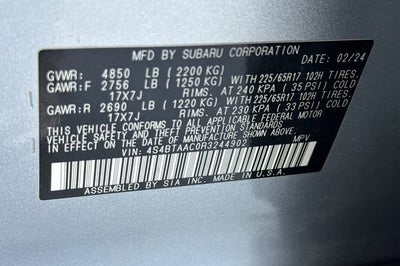 MFD BY SUBARU CORPORATION DATE: 02/24
GVWR: 4850 LB (2200 KG)
GAWR:F 2756 LB (1250 KG) WITH 225/65R17 102H TIRES.
17X7J RIMS. AT 240 KPA (35 PSI) COLD
GAWR:R 2690 LB (1220 KG) WITH 225/65R17 102H TIRES.
17X7J RIMS. AT 230 KPA (33 PSI) COLD
THIS VEHICLE CONFORMS TO ALL APPLICABLE FEDERAL MOTOR
VEHICLE SAFETY AND THEFT PREVENTION STANDARDS
IN EFFECT ON THE DATE OF MANUFACTURE SHOWN ABOVE.
VIN: 4S4BTAAC0R3244902 MPV
ASSEMBLED BY SIA INC. MADE IN U.S.A.